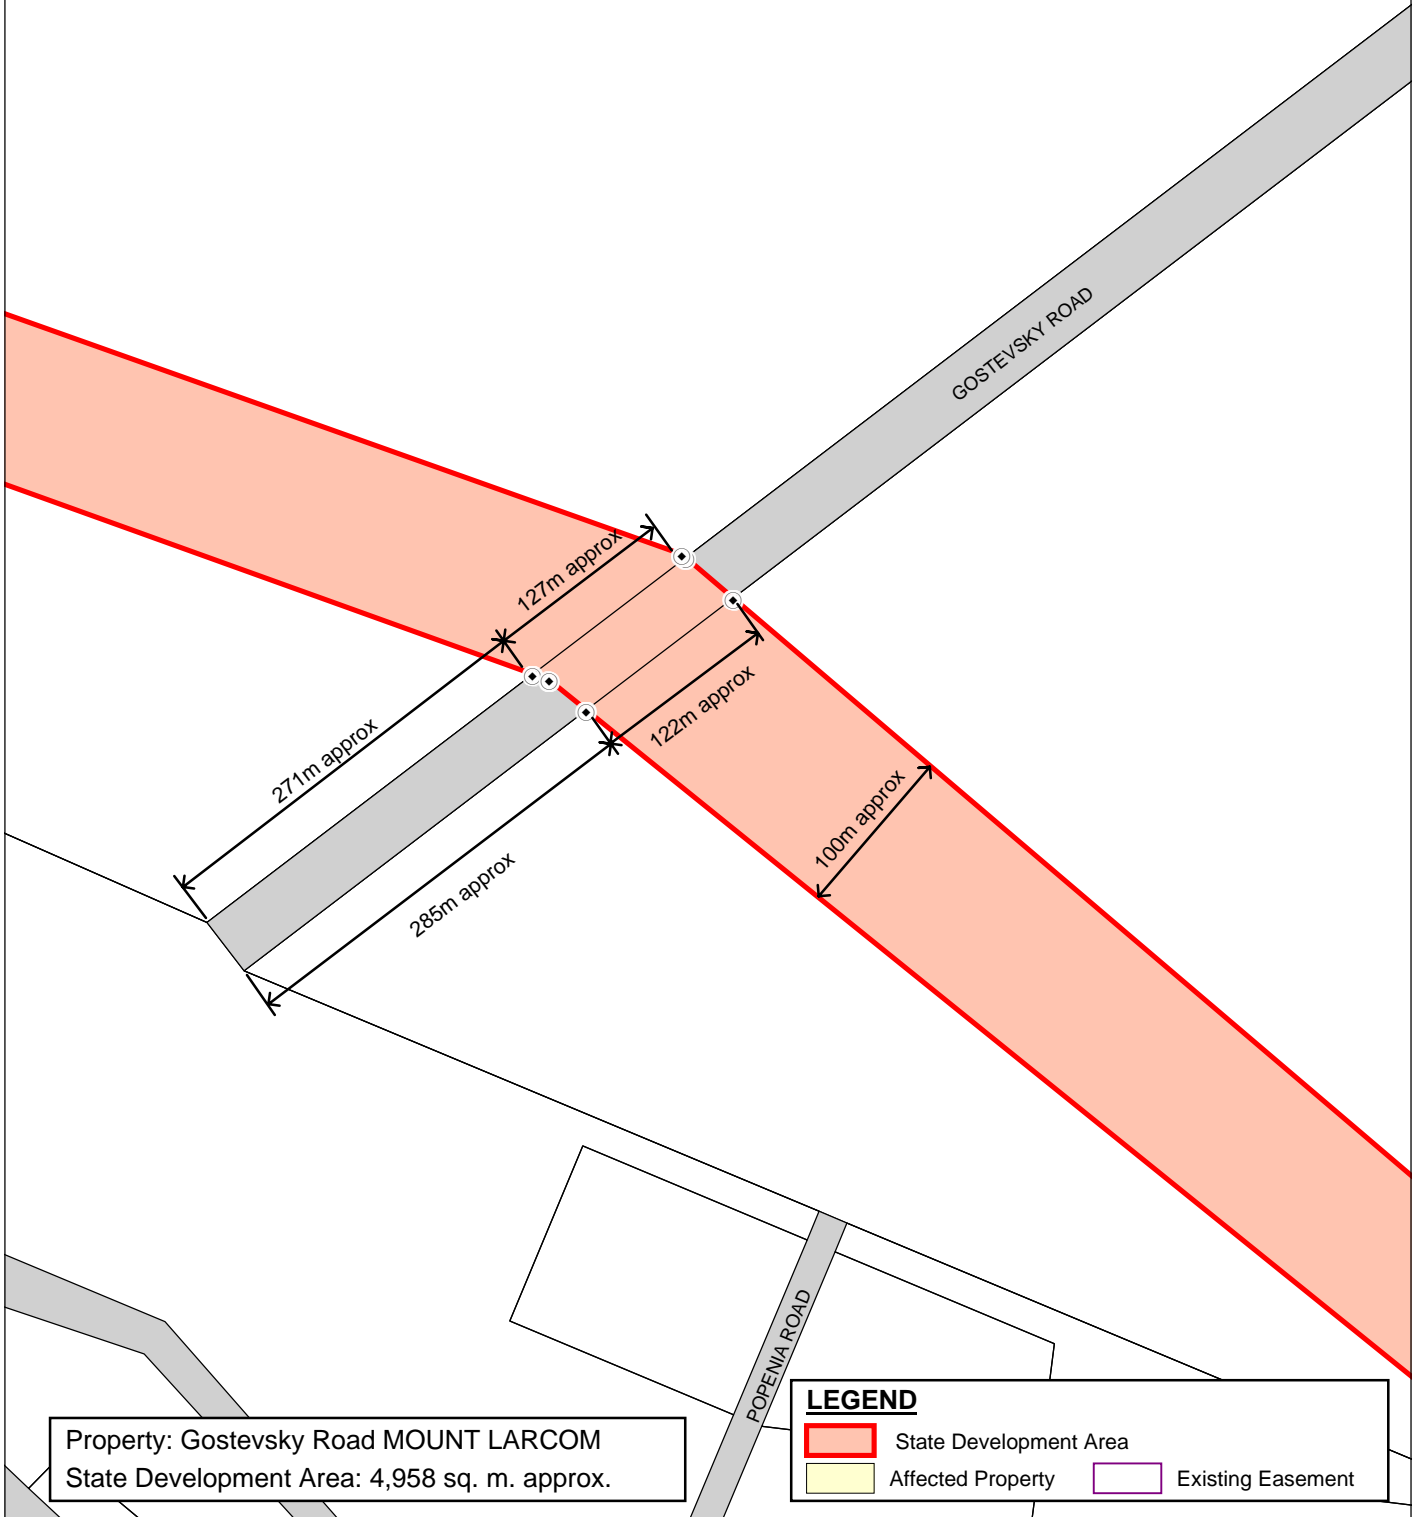 GOSTEVSKY ROAD
127m approx
122m approx
271m approx
100m approx
285m approx
POPENIA ROAD
LEGEND
State Development Area
Affected Property
Existing Easement
Property: Gostevsky Road MOUNT LARCOM
State Development Area: 4,958 sq. m. approx.